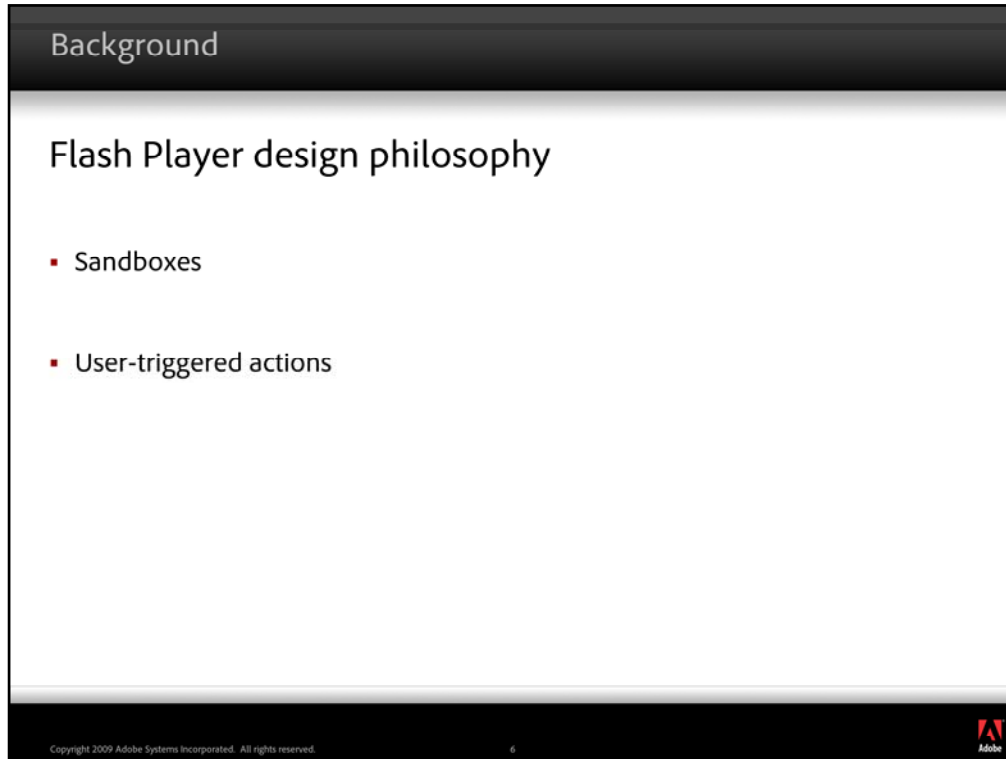 Background
Flash Player design philosophy
▪ Sandboxes
▪ User-triggered actions
Copyright 2009 Adobe Systems Incorporated. All rights reserved.
6
Adobe